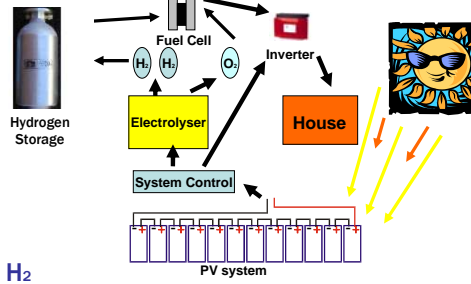 Fuel Cell
H₂ H₂ O₂
Inverter
Hydrogen
Storage
Electrolyser
House
System Control
- + - + - + - + - + - + - + - + - + - +
PV system
H₂